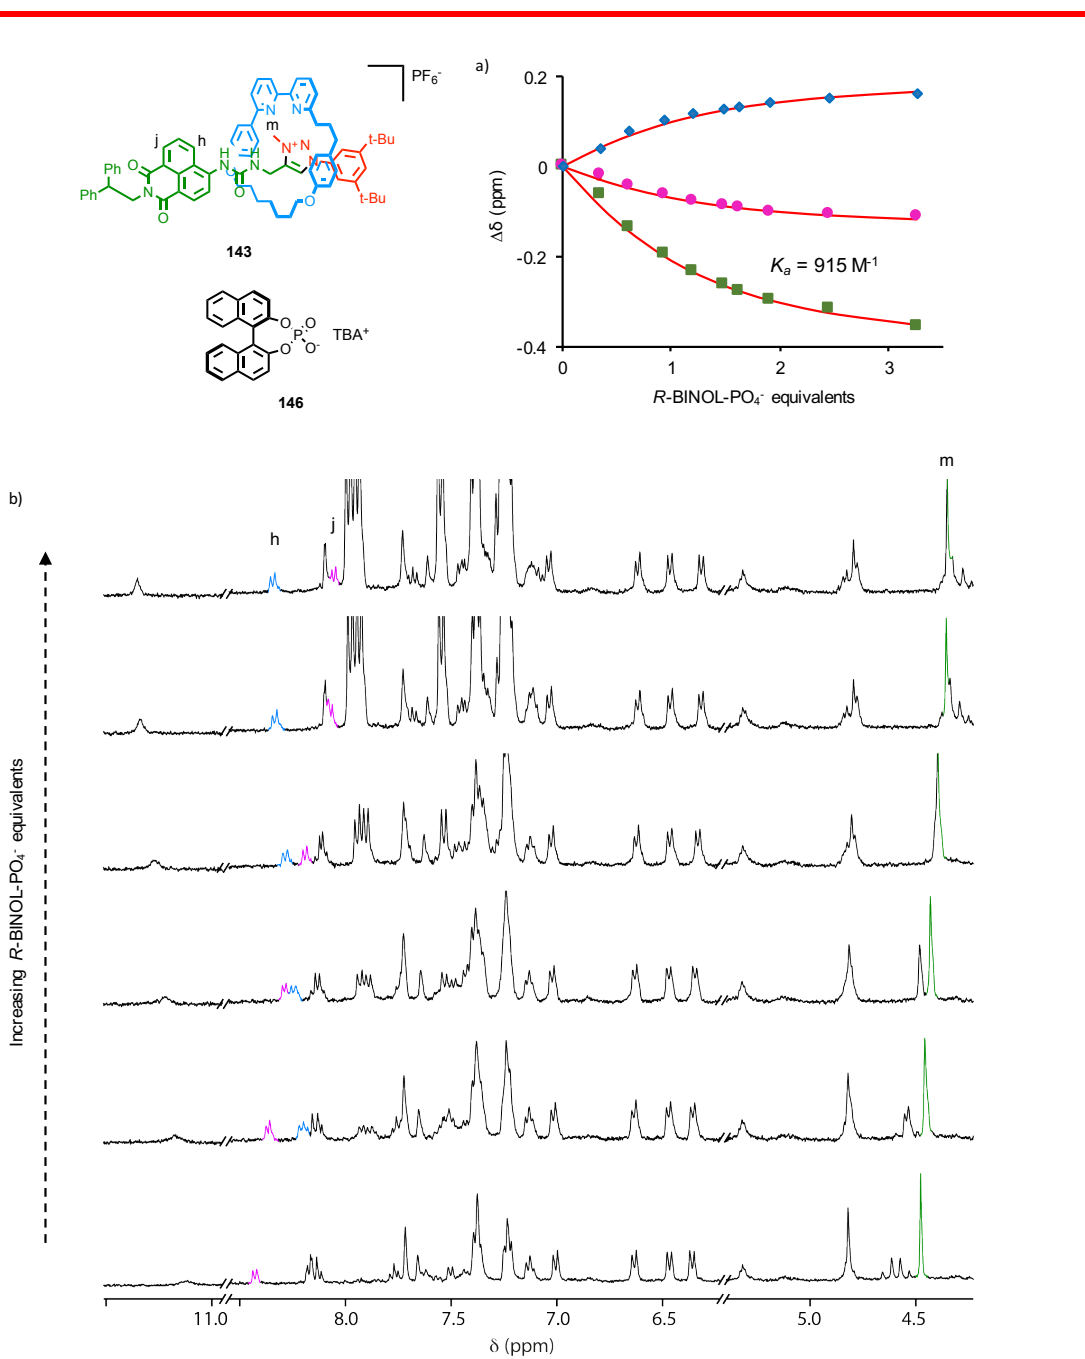 a)
PF₆⁻
0.2
0
-0.2
-0.4
Δδ (ppm)
Kₐ = 915 M⁻¹
0 1 2 3
R-BINOL-PO₄⁻ equivalents
m
j
h
N
N
N⁺
N
N
t-Bu
t-Bu
H
N
H
N
O
O
O
O
N
O
Ph
Ph
143
O
O
P
O
O⁻
TBA⁺
146
b)
m
h
j
Increasing R-BINOL-PO₄⁻ equivalents
11.0 8.0 7.5 7.0 6.5 5.0 4.5
δ (ppm)